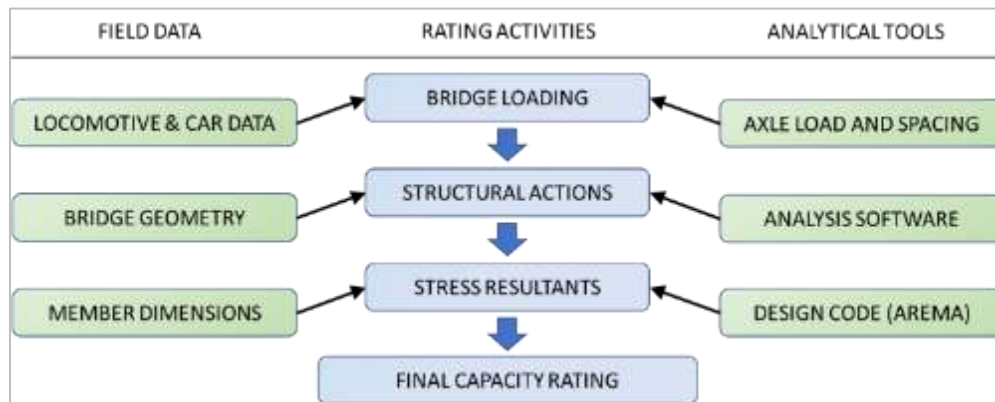 FIELD DATA
RATING ACTIVITIES
ANALYTICAL TOOLS
BRIDGE LOADING
LOCOMOTIVE & CAR DATA
AXLE LOAD AND SPACING
STRUCTURAL ACTIONS
BRIDGE GEOMETRY
ANALYSIS SOFTWARE
STRESS RESULTANTS
MEMBER DIMENSIONS
DESIGN CODE (AREMA)
FINAL CAPACITY RATING